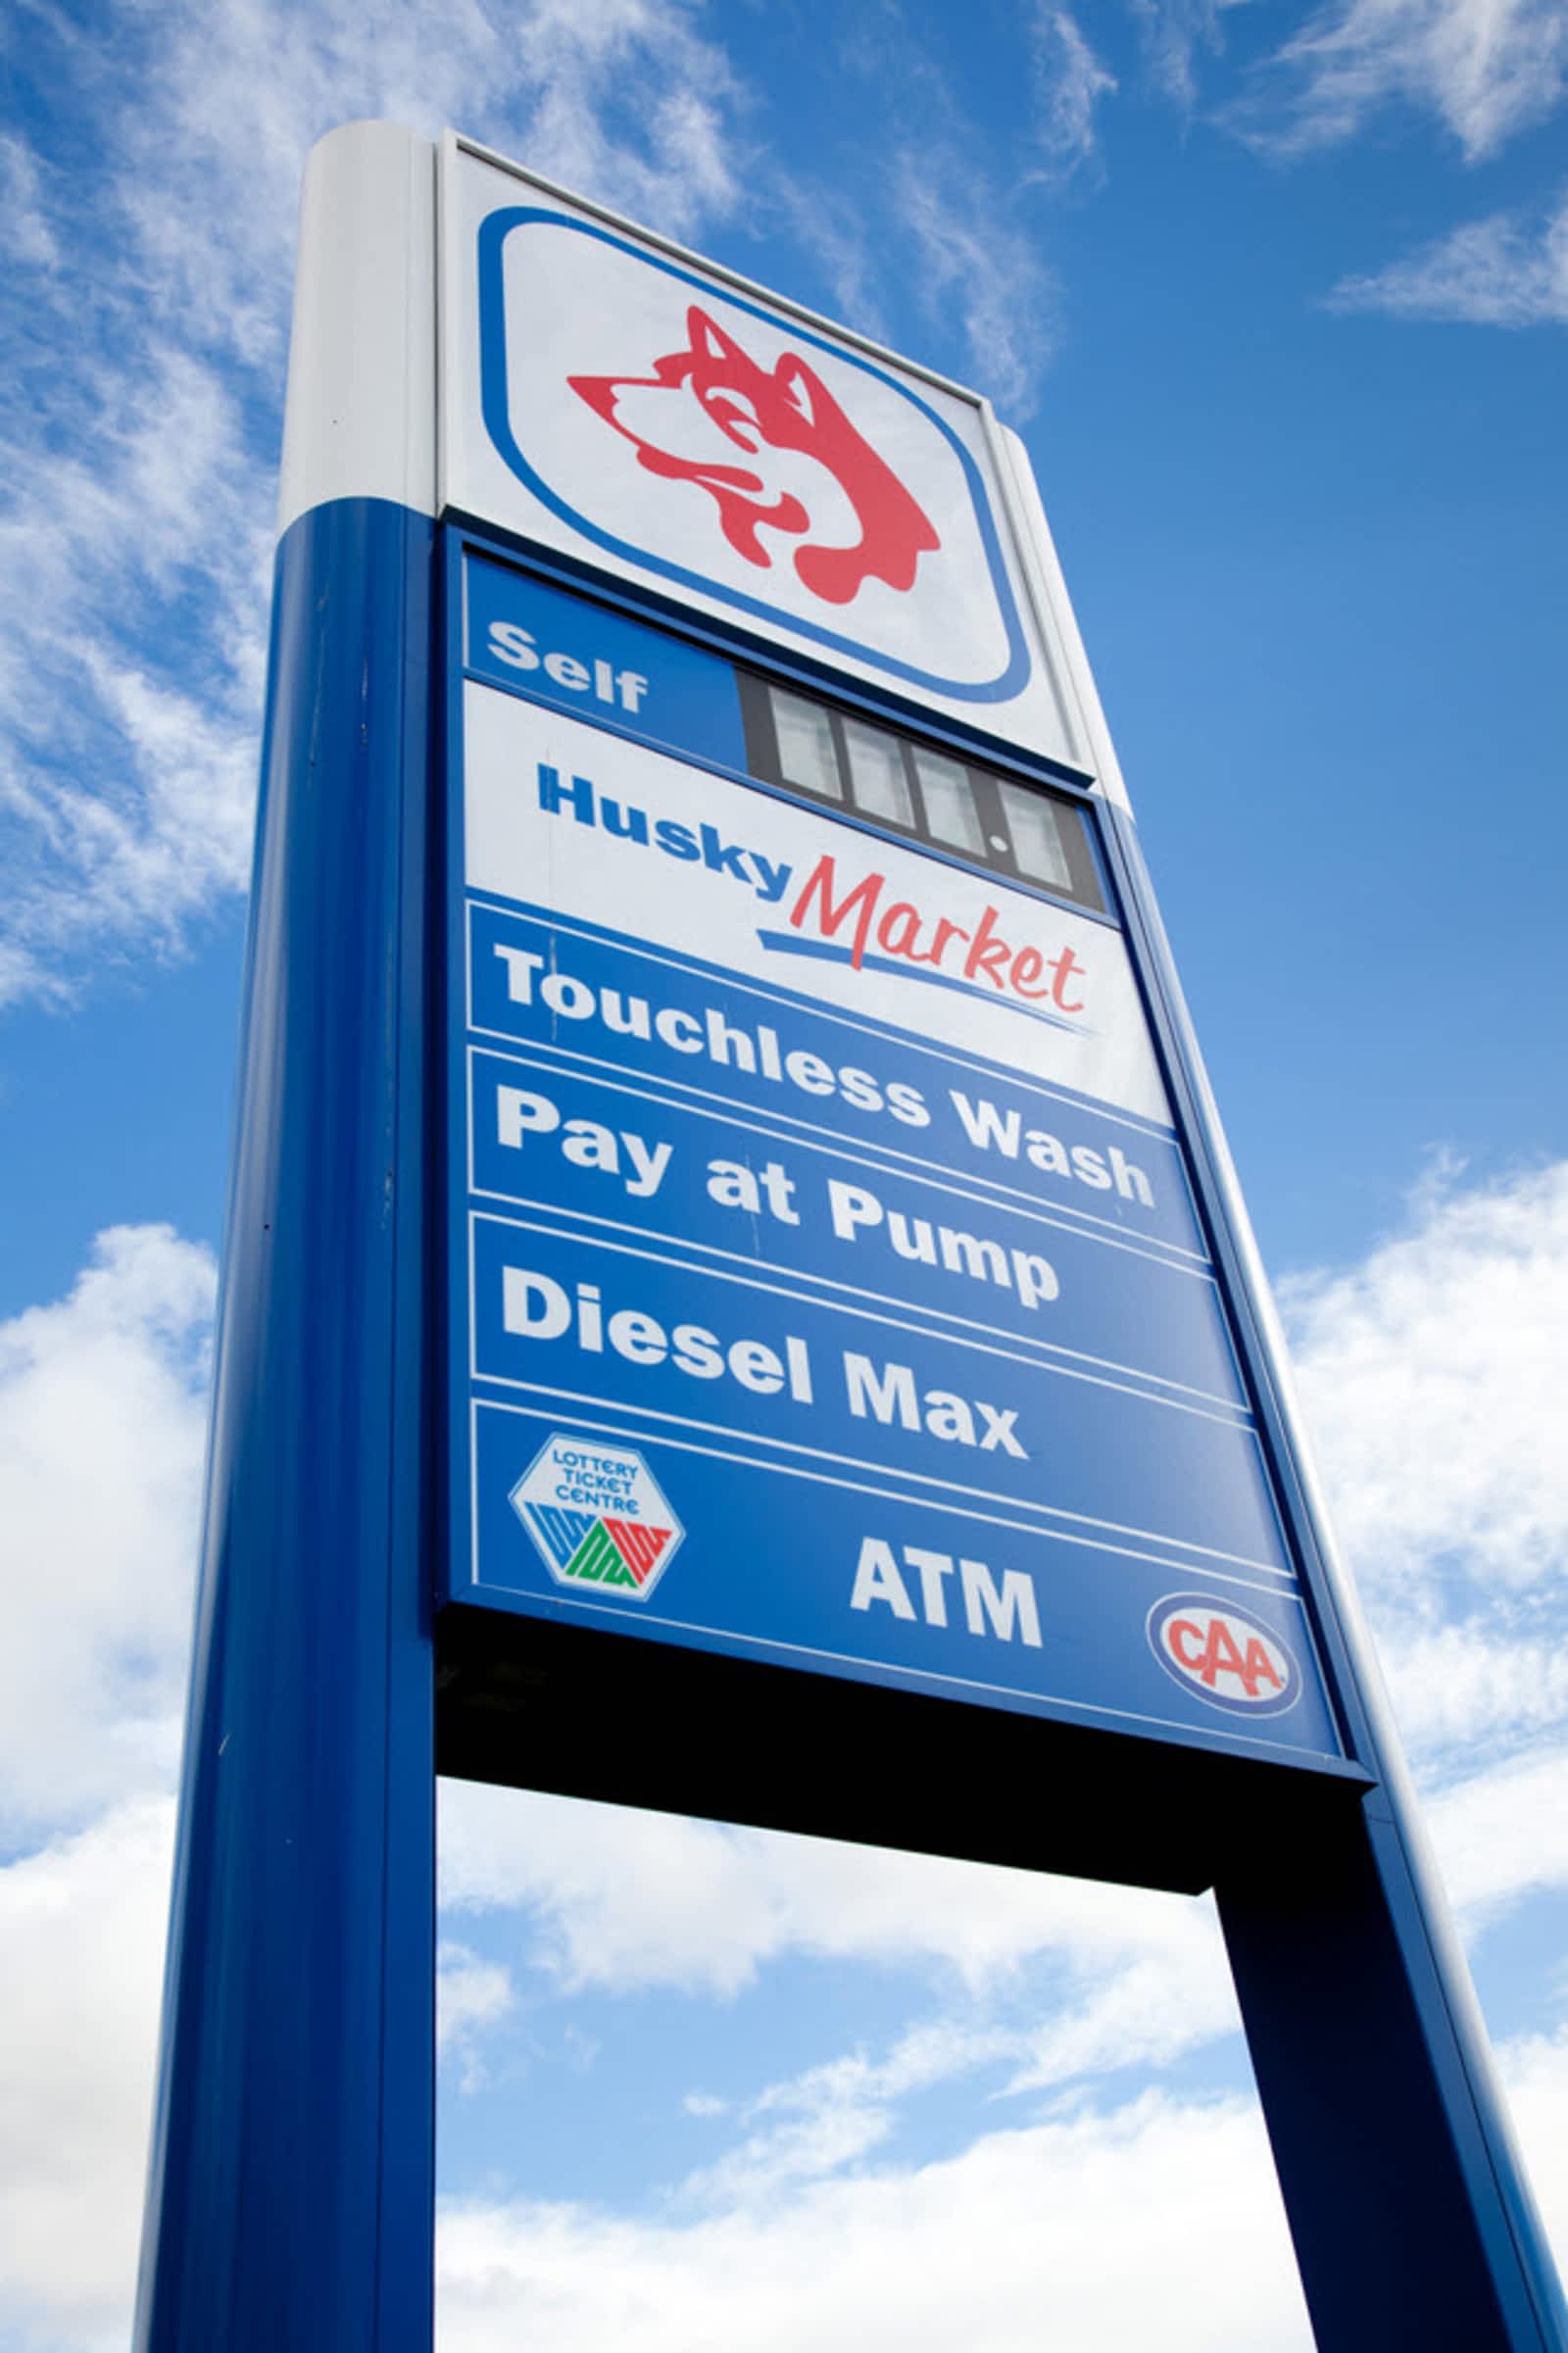 Self
Husky Market
Touchless Wash
Pay at Pump
Diesel Max
LOTTERY
TICKET
CENTRE
ATM
CAA